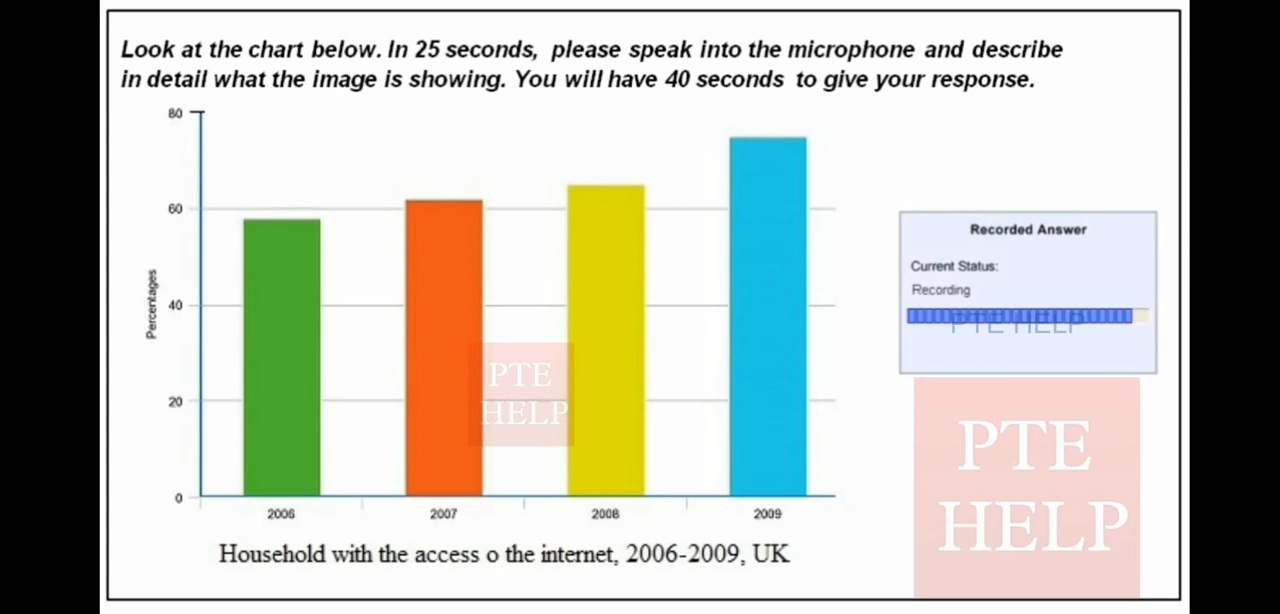 Look at the chart below. In 25 seconds, please speak into the microphone and describe
in detail what the image is showing. You will have 40 seconds to give your response.
80
60
40
20
0
Percentages
2006
2007
2008
2009
Household with the access o the internet, 2006-2009, UK
PTE
HELP
Recorded Answer
Current Status:
Recording
PTE HELP
PTE
HELP